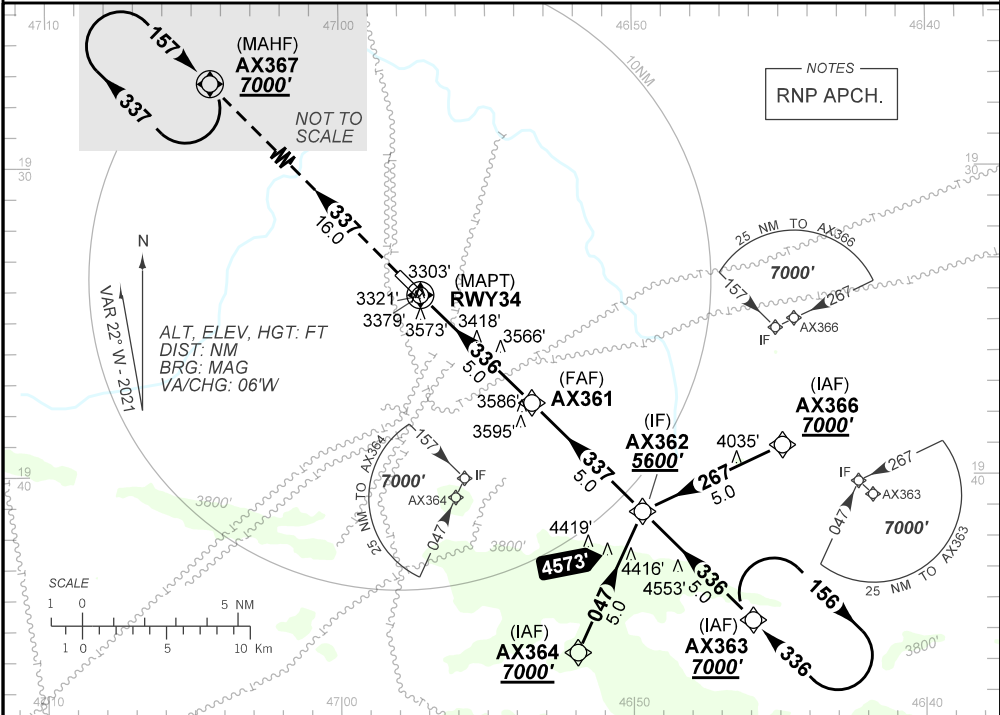 47 10
47 00
46 50
46 40
(MAHF)
AX367
7000'
157
337
NOT TO
SCALE
10NM
NOTES
RNP APCH.
19
30
19
30
337
16.0
N
VAR 22° W - 2021
ALT, ELEV, HGT: FT
DIST: NM
BRG: MAG
VA/CHG: 06'W
3303'
(MAPT)
RWY34
3321'
3379'
3573'
3418'
3566'
336
5.0
25 NM TO AX366
7000'
157
267
IF
AX366
(FAF)
AX361
3586'
3595'
(IF)
AX362
5600'
(IAF)
AX366
7000'
4035'
267
5.0
337
5.0
25 NM TO AX364
7000'
157
IF
AX364
047
19
40
19
40
IF
267
AX363
047
7000'
25 NM TO AX363
3800'
3800'
4419'
4573'
4416'
4553'
047
5.0
336
5.0
156
336
(IAF)
AX364
7000'
(IAF)
AX363
7000'
3800'
SCALE
1 0 5 NM
1 0 5 10 Km
47 10
47 00
46 50
46 40